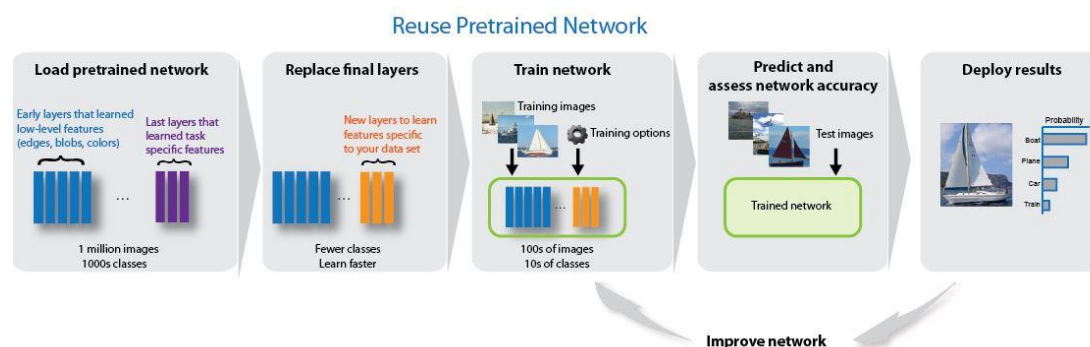 Reuse Pretrained Network
Load pretrained network
Early layers that learned
low-level features
(edges, blobs, colors)
Last layers that
learned task
specific features
...
1 million images
1000s classes
Replace final layers
New layers to learn
features specific
to your data set
...
Fewer classes
Learn faster
Train network
Training images
Training options
...
100s of images
10s of classes
Predict and
assess network accuracy
Test images
Trained network
Deploy results
Probability
Boat
Plane
Car
Train
Improve network